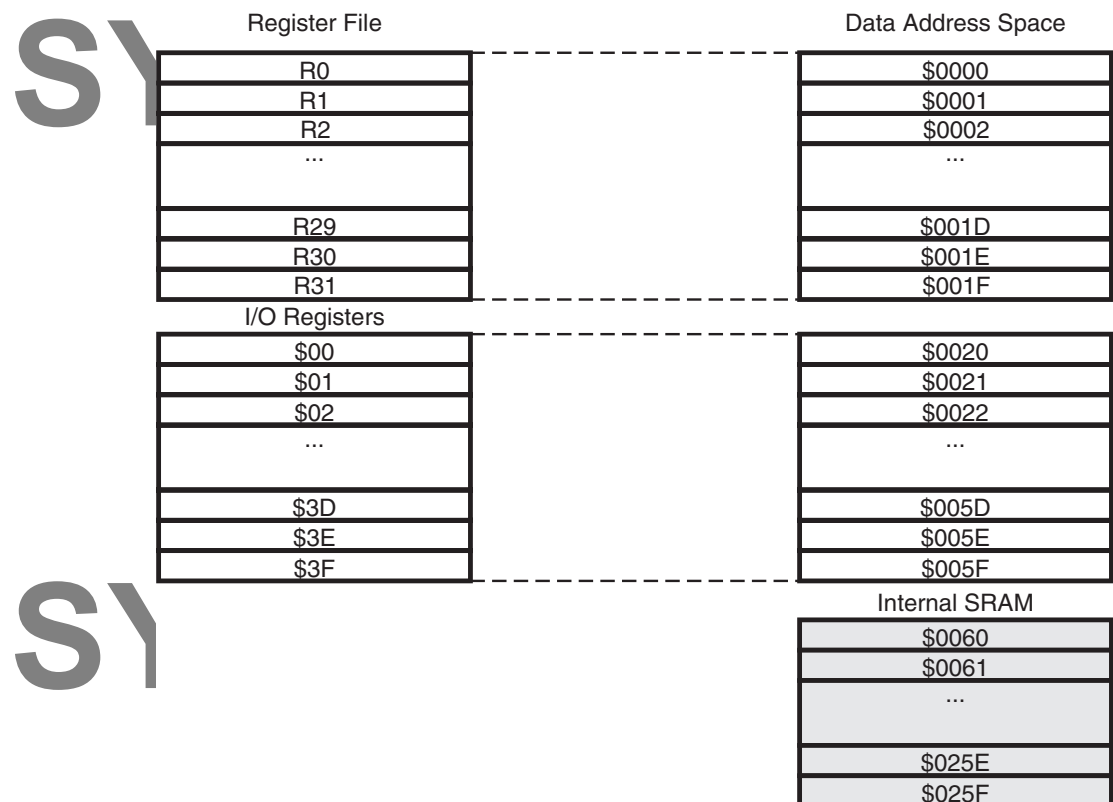 Register File Data Address Space
R0 $0000
R1 $0001
R2 $0002
... ...
R29 $001D
R30 $001E
R31 $001F
I/O Registers
$00 $0020
$01 $0021
$02 $0022
... ...
$3D $005D
$3E $005E
$3F $005F
Internal SRAM
$0060
$0061
...
$025E
$025F